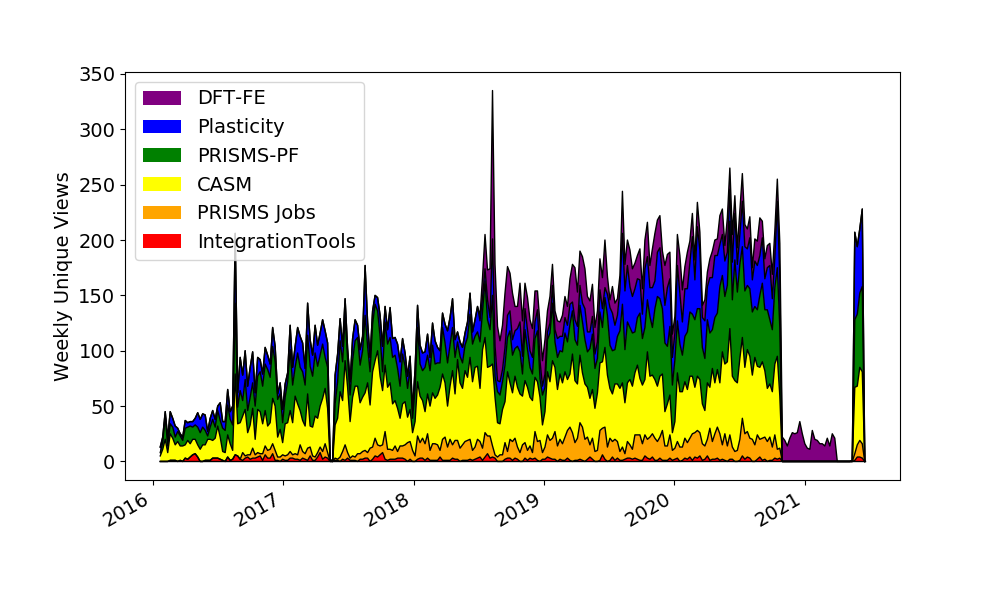 350
300
250
200
150
100
50
0
Weekly Unique Views
DFT-FE
Plasticity
PRISMS-PF
CASM
PRISMS Jobs
IntegrationTools
2016
2017
2018
2019
2020
2021